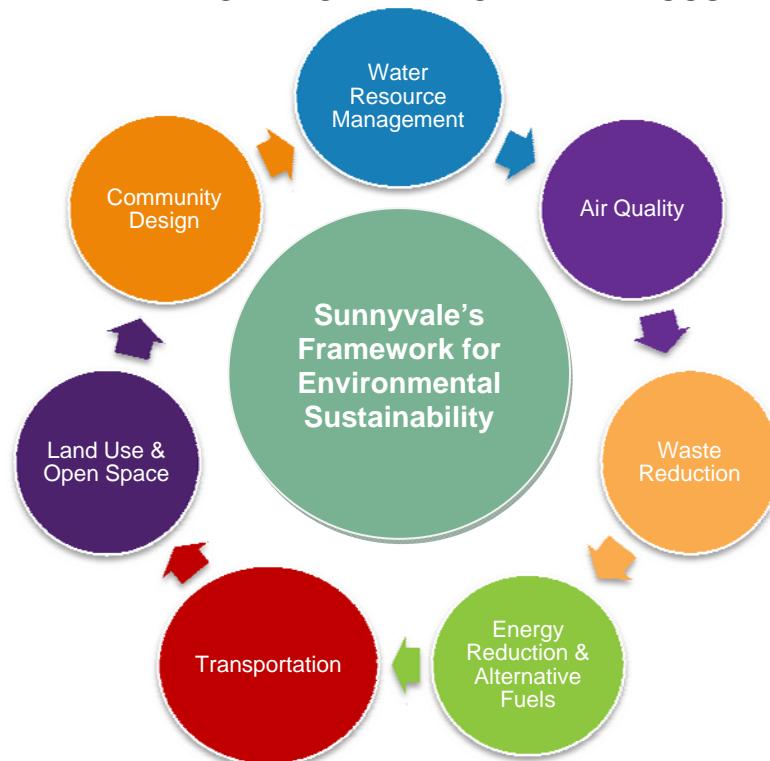 Sunnyvale’s
Framework for
Environmental
Sustainability
Water
Resource
Management
Air Quality
Waste
Reduction
Energy
Reduction &
Alternative
Fuels
Transportation
Land Use &
Open Space
Community
Design